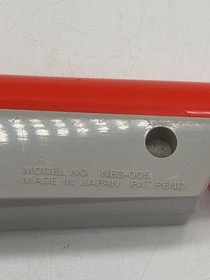 MODEL NO. NES-005
MADE IN JAPAN PAT. PEND.